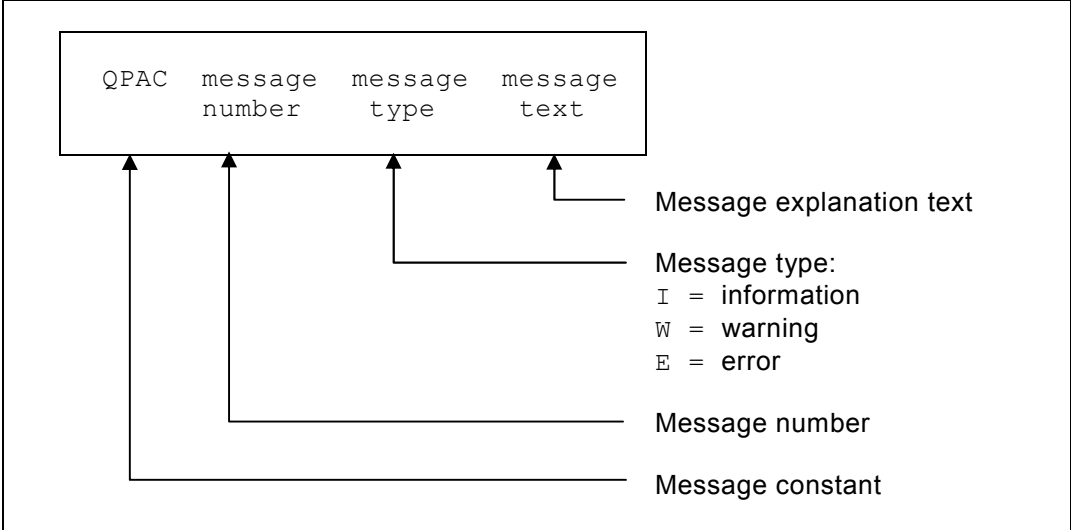 QPAC message message message
number type text
Message explanation text
Message type:
I = information
W = warning
E = error
Message number
Message constant